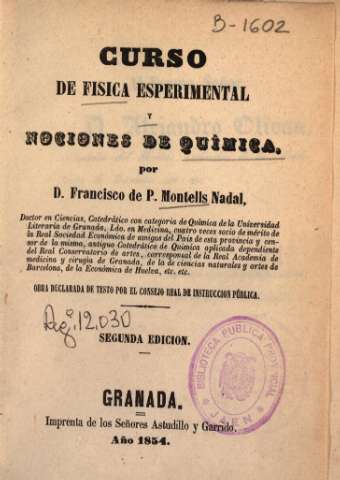 B-1602
CURSO
DE FISICA ESPERIMENTAL
Y
NOCIONES DE QUÍMICA.
por
D. Francisco de P. Montells Nadal,
Doctor en Ciencias, Catedrático con categoria de Química de la Universidad
Literaria de Granada, Ldo. en Medicina, cuatro veces socio de mérito de
la Real Sociedad Económica de amigos del Pais de esta provincia y cen-
sor de la misma, antiguo Catedrático de Química aplicada dependiente
del Real Conservatorio de artes, corresponsal de la Real Academia de
medicina y cirugia de Granada, de la de ciencias naturales y artes de
Barcelona, de la Económica de Huelva, etc. etc.
OBRA DECLARADA DE TESTO POR EL CONSEJO REAL DE INSTRUCCION PÚBLICA.
Reg. 12.030
SEGUNDA EDICION.
BIBLIOTECA PUBLICA PROVINCIAL
JAEN
GRANADA.
Imprenta de los Señores Astudillo y Garrido.
Año 1854.